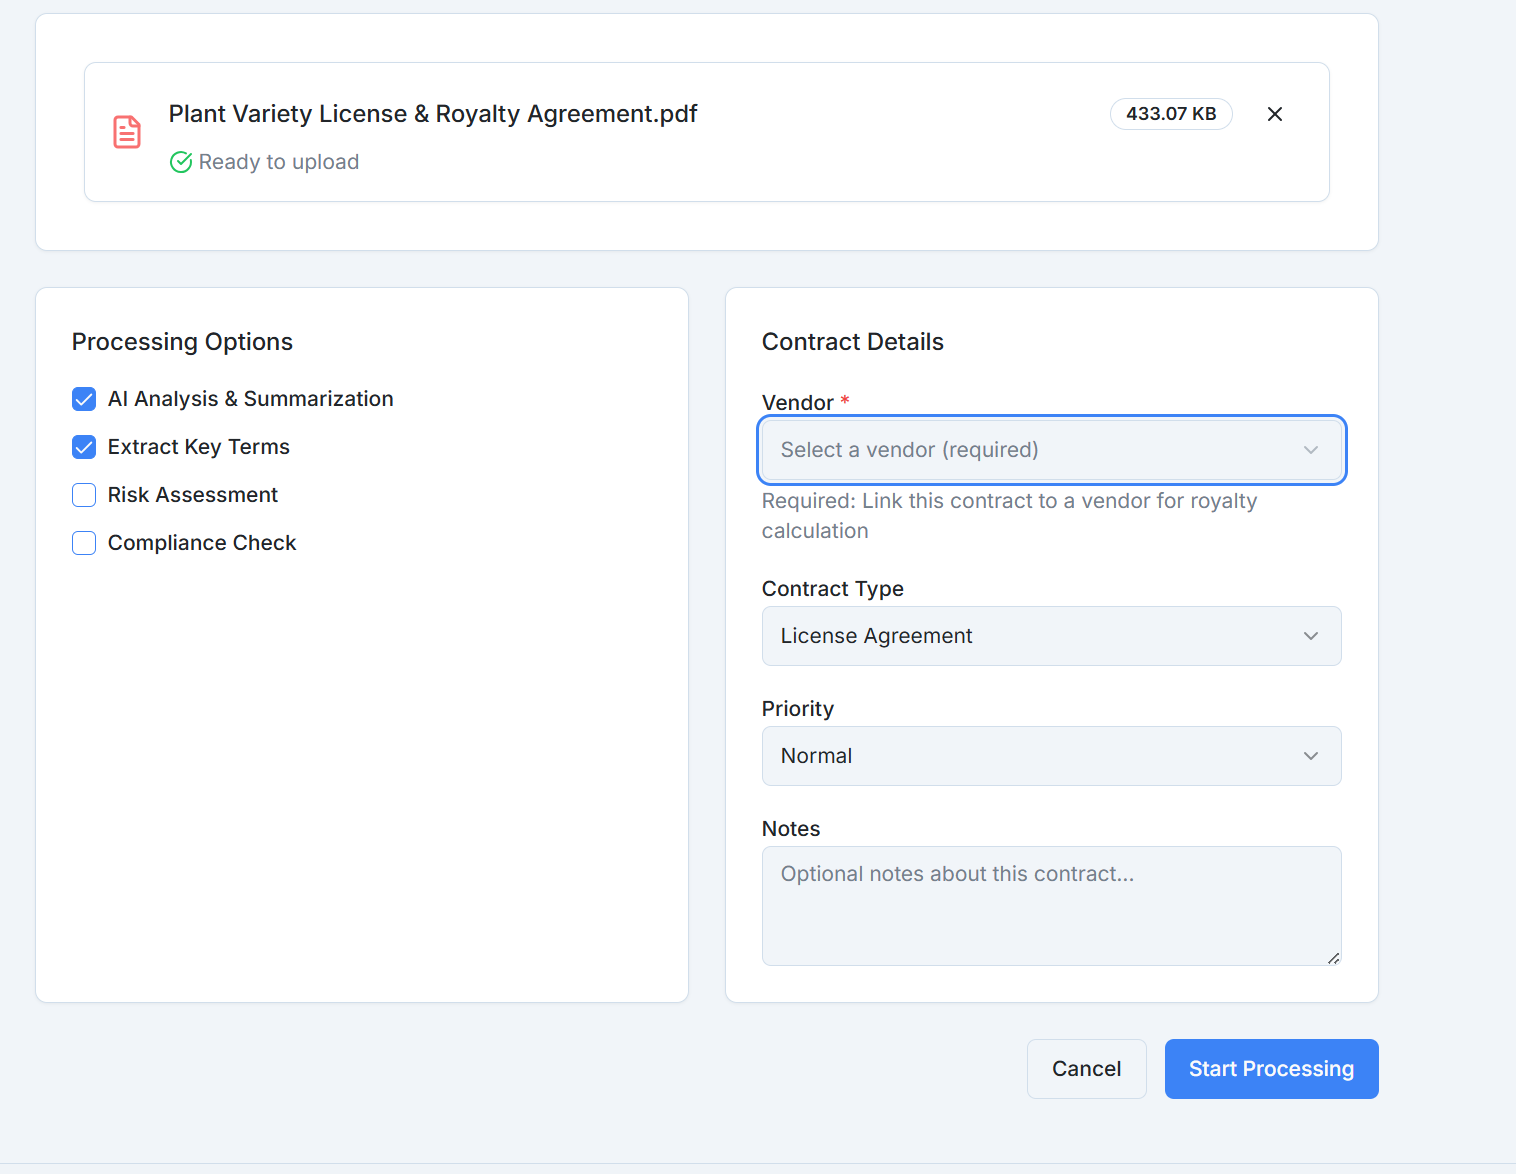 Plant Variety License & Royalty Agreement.pdf
433.07 KB
Ready to upload
Processing Options
AI Analysis & Summarization
Extract Key Terms
Risk Assessment
Compliance Check
Contract Details
Vendor *
Select a vendor (required)
Required: Link this contract to a vendor for royalty
calculation
Contract Type
License Agreement
Priority
Normal
Notes
Optional notes about this contract...
Cancel
Start Processing